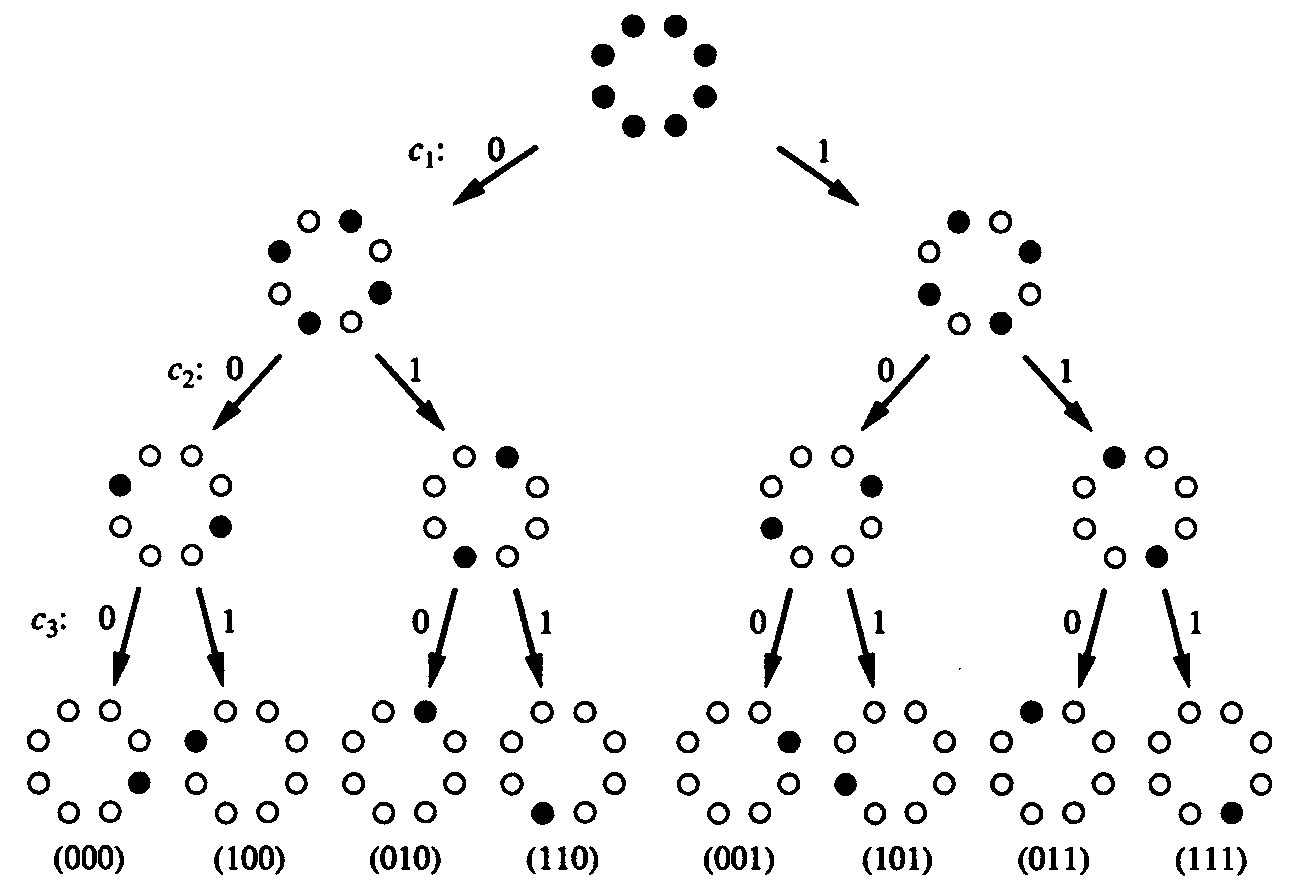 c1: 0 1
c2: 0 1 0 1
c3: 0 1 0 1 0 1 0 1
(000) (100) (010) (110) (001) (101) (011) (111)